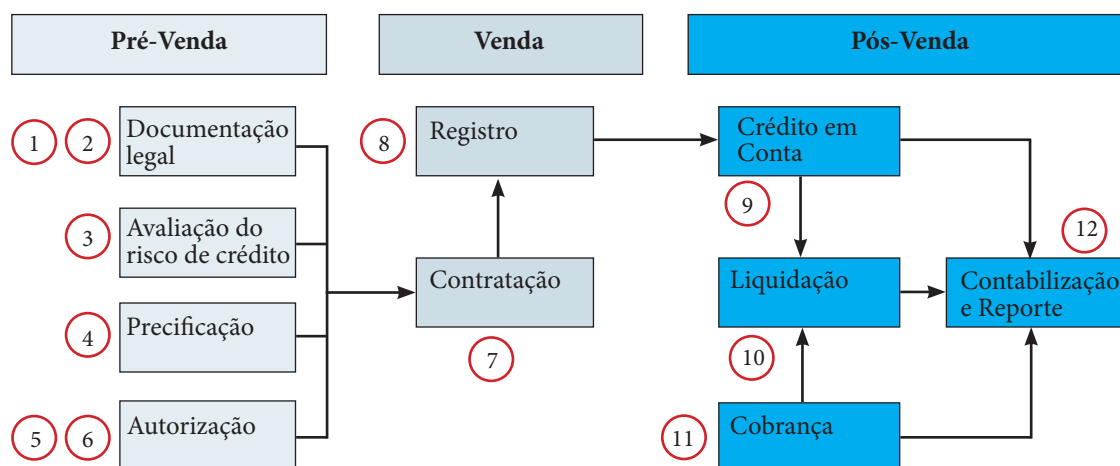 Pré-Venda
Venda
Pós-Venda
1
2
Documentação
legal
3
Avaliação do
risco de crédito
4
Precificação
5
6
Autorização
8
Registro
Contratação
7
Crédito em
Conta
9
12
Liquidação
Contabilização
e Reporte
10
11
Cobrança